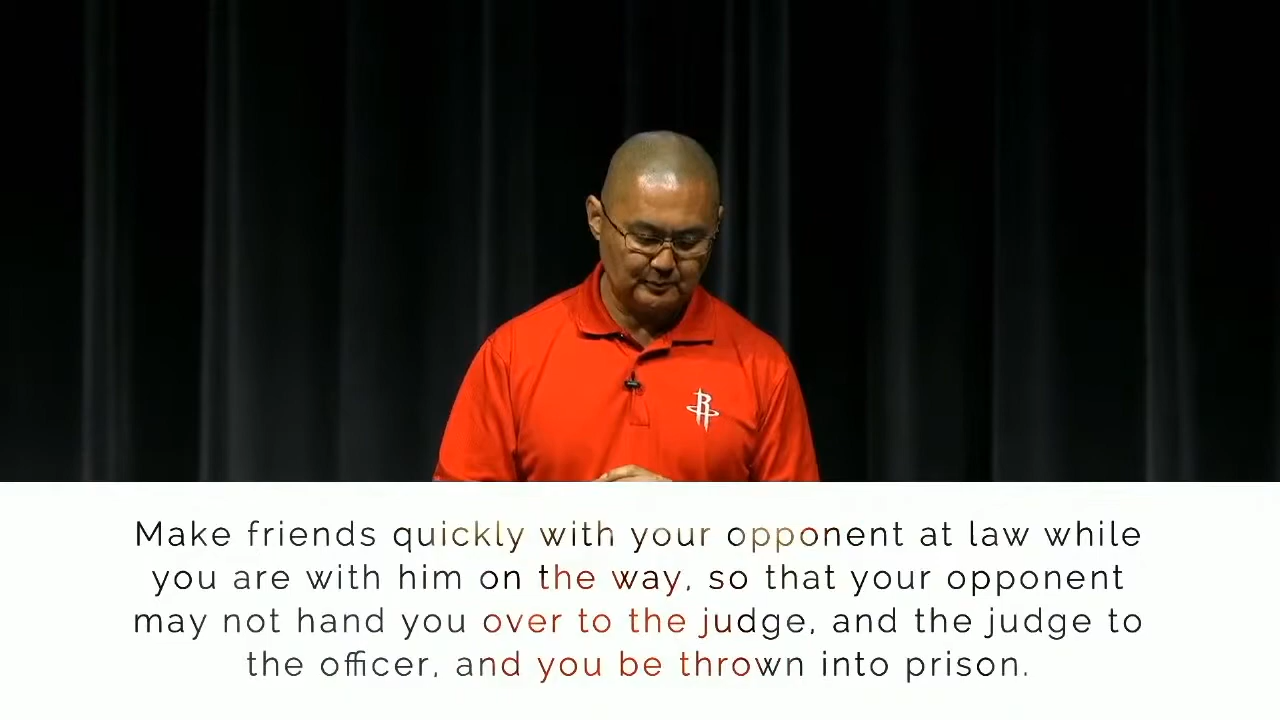 Make friends quickly with your opponent at law while
you are with him on the way, so that your opponent
may not hand you over to the judge, and the judge to
the officer, and you be thrown into prison.